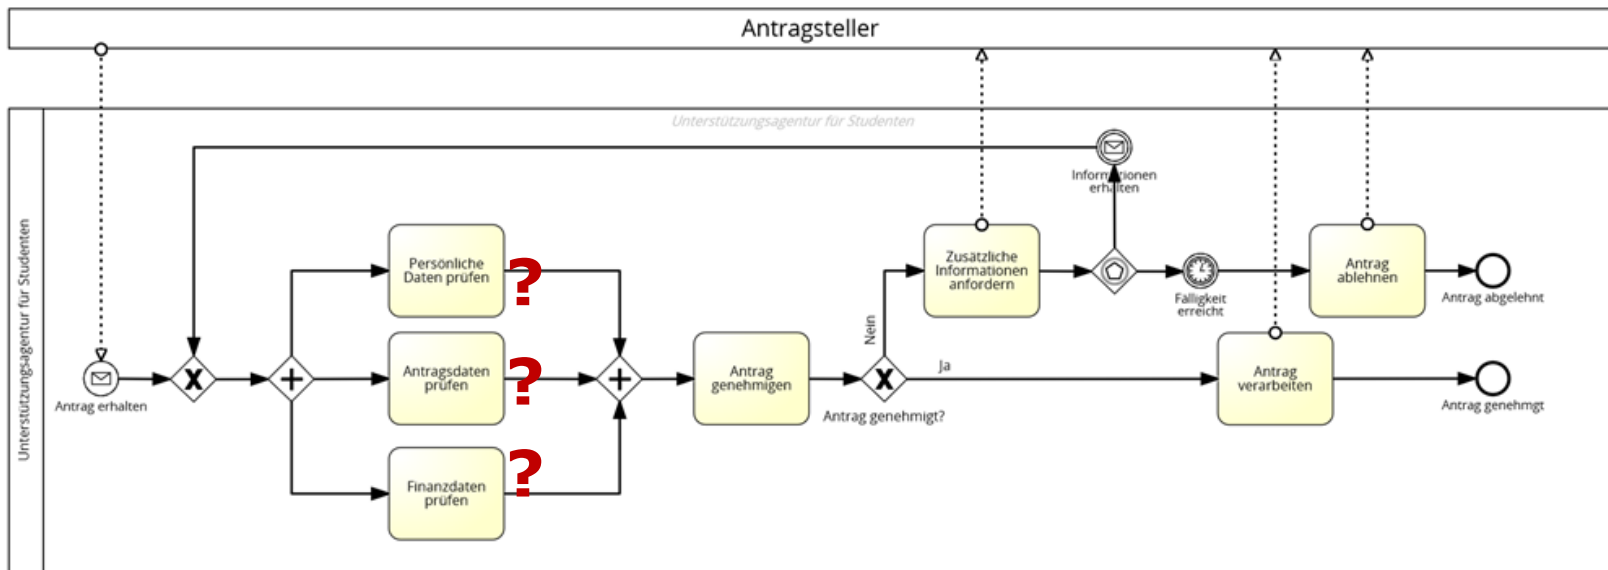 Antragsteller
Unterstützungsagentur für Studenten
Unterstützungsagentur für Studenten
Informationen
erhalten
Persönliche
Daten prüfen
?
Zusätzliche
Informationen
anfordern
Antrag
ablehnen
Fälligkeit
erreicht
Antrag abgelehnt
Nein
Antrag erhalten
Antragsdaten
prüfen
?
Antrag
genehmigen
Antrag genehmigt?
Ja
Antrag
verarbeiten
Antrag genehmgt
Finanzdaten
prüfen
?